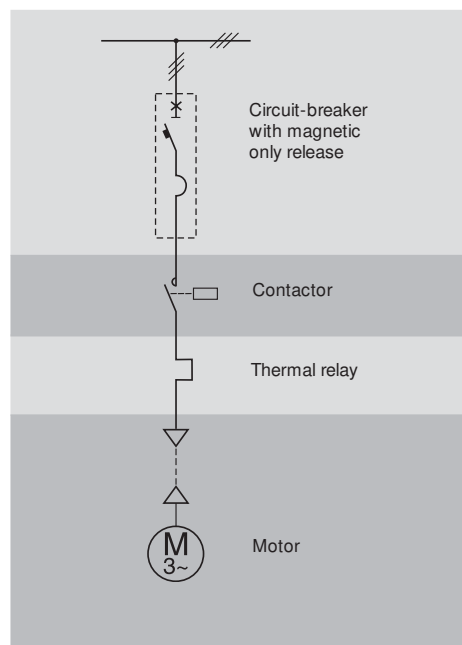 Circuit-breaker
with magnetic
only release
Contactor
Thermal relay
M
3~
Motor